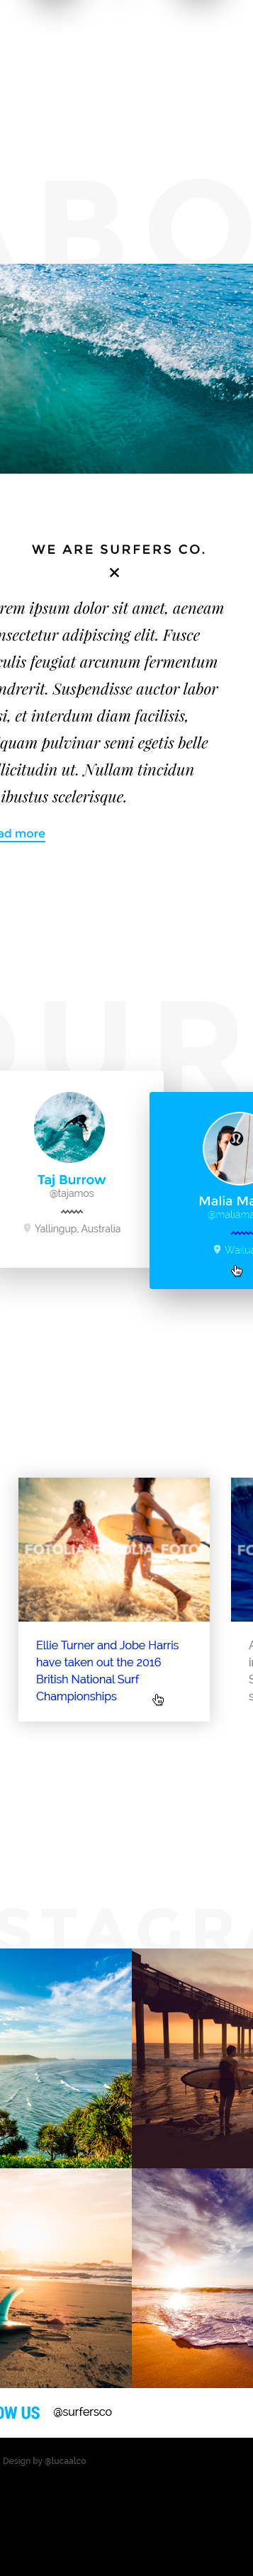 ABO
WE ARE SURFERS CO.
rem ipsum dolor sit amet, aeneam
nsectetur adipiscing elit. Fusce
culis feugiat arcunum fermentum
ndrerit. Suspendisse auctor labor
si, et interdum diam facilisis,
iquam pulvinar semi egetis belle
llicitudin ut. Nullam tincidun
ibustus scelerisque.
ad more
OUR
Taj Burrow
@tajamos
Yallingup, Australia
Malia Ma
@maliama
Wailua
FOTOLIA FOTOLIA FOTO
FO
Ellie Turner and Jobe Harris
have taken out the 2016
British National Surf
Championships
A
i
S
s
STAGRA
OW US
@surfersco
Design by @lucaalco